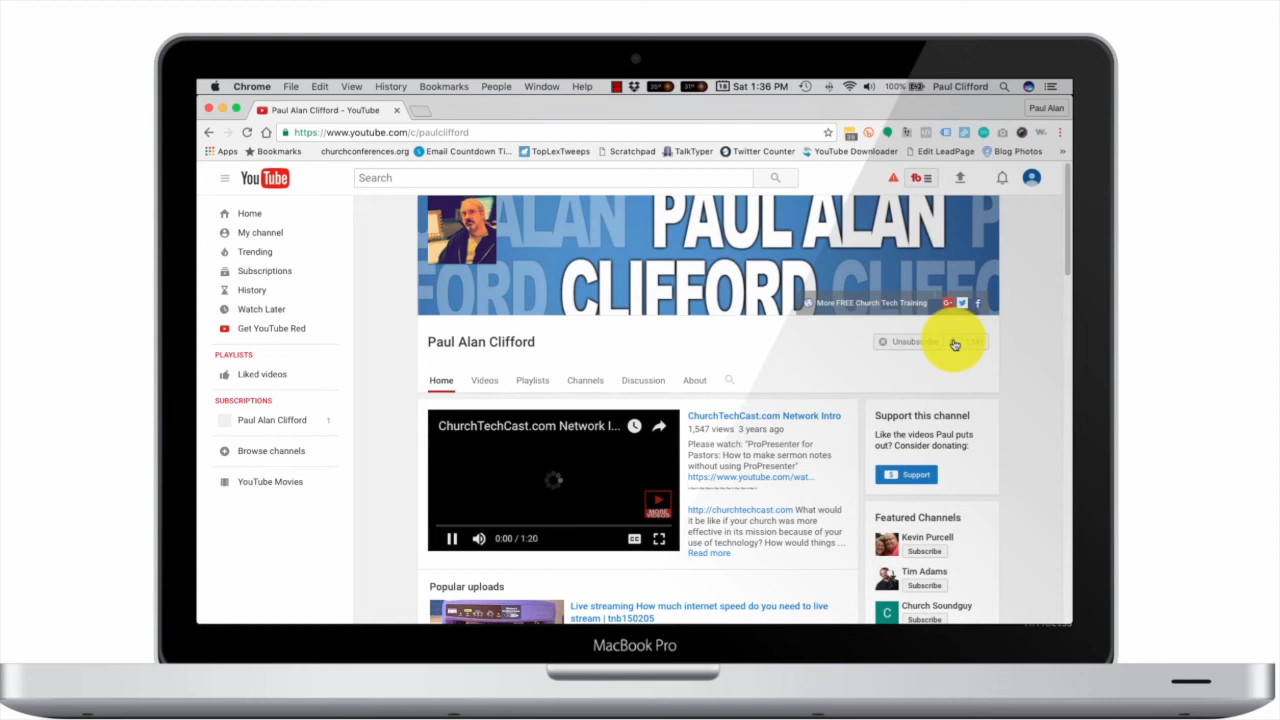 Chrome File Edit View History Bookmarks People Window Help Sat 1:36 PM 100% Paul Clifford
Paul Alan Clifford - YouTube Paul Alan
https://www.youtube.com/c/paulclifford
Apps Bookmarks churchconferences.org Email Countdown Ti... TopLexTweeps Scratchpad TalkTyper Twitter Counter YouTube Downloader Edit LeadPage Blog Photos »
YouTube Search
Home
My channel
Trending
Subscriptions
History
Watch Later
Get YouTube Red
PLAYLISTS
Liked videos
SUBSCRIPTIONS
Paul Alan Clifford 1
Browse channels
YouTube Movies
ALAN PAUL ALAN P
FORD CLIFFORD CLIFFO
More FREE Church Tech Training
Paul Alan Clifford
Unsubscribe
Home Videos Playlists Channels Discussion About
ChurchTechCast.com Network I...
MORE VIDEOS
0:00 / 1:20
ChurchTechCast.com Network Intro
1,547 views 3 years ago
Please watch: "ProPresenter for
Pastors: How to make sermon notes
without using ProPresenter"
https://www.youtube.com/wat...
http://churchtechcast.com What would
it be like if your church was more
effective in its mission because of your
use of technology? How would things ...
Read more
Support this channel
Like the videos Paul puts
out? Consider donating:
Support
Featured Channels
Kevin Purcell
Subscribe
Tim Adams
Subscribe
C Church Soundguy
Subscribe
Popular uploads
Live streaming How much internet speed do you need to live
stream | tnb150205
MacBook Pro